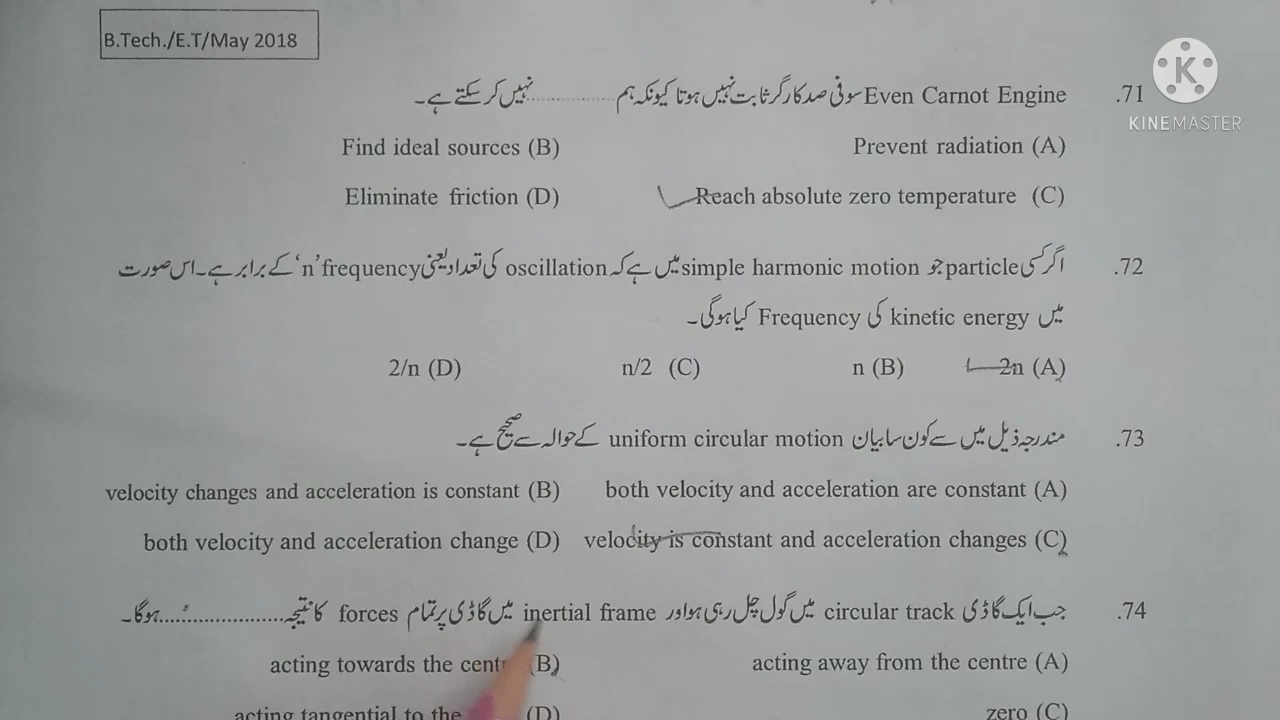 B.Tech./E.T/May 2018
KINEMASTER
71. Even Carnot Engine سوفی صد کارگر ثابت نہیں ہوتا کیونکہ ہم ............... نہیں کر سکتے ہے۔
Prevent radiation (A) Find ideal sources (B)
Reach absolute zero temperature (C) Eliminate friction (D)
72. اگر کسی particle جو simple harmonic motion میں ہے کہ oscillation کی تعداد یعنی frequency ‘n’ کے برابر ہے۔ اس صورت
میں kinetic energy کی Frequency کیا ہوگی۔
2n (A) n (B) n/2 (C) 2/n (D)
73. مندرجہ ذیل میں سے کون سا بیان uniform circular motion کے حوالہ سے صحیح ہے۔
both velocity and acceleration are constant (A) velocity changes and acceleration is constant (B)
velocity is constant and acceleration changes (C) both velocity and acceleration change (D)
74. جب ایک گاڈی circular track میں گول چل رہی ہو اور inertial frame میں گاڈی پر تمام forces کا نتیجہ ........................ ہوگا۔
acting away from the centre (A) acting towards the (B)
zero (C) acting tangential to the (D)